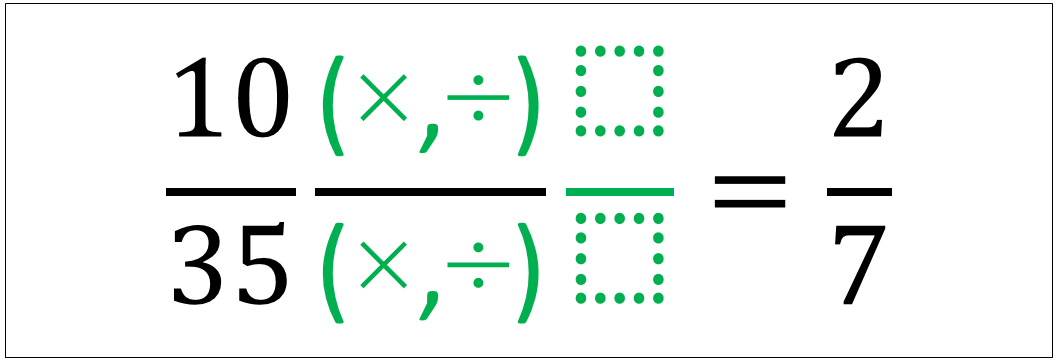 10 (×,÷) □ = 2
35 (×,÷) □ 7